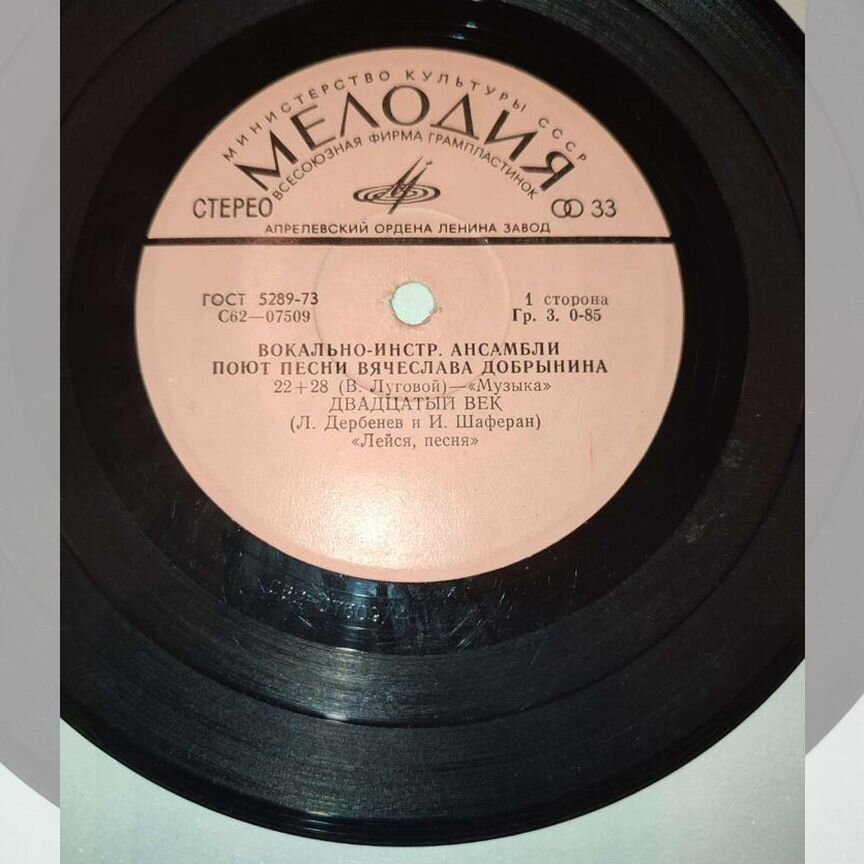 МИНИСТЕРСТВО КУЛЬТУРЫ СССР
МЕЛОДИЯ
ВСЕСОЮЗНАЯ ФИРМА ГРАМПЛАСТИНОК
СТЕРЕО 33
АПРЕЛЕВСКИЙ ОРДЕНА ЛЕНИНА ЗАВОД
ГОСТ 5289-73 1 сторона
С62—07509 Гр. 3. 0-85
ВОКАЛЬНО-ИНСТР. АНСАМБЛИ
ПОЮТ ПЕСНИ ВЯЧЕСЛАВА ДОБРЫНИНА
22+28 (В. Луговой)—«Музыка»
ДВАДЦАТЫЙ ВЕК
(Л. Дербенев и И. Шаферан)
«Лейся, песня»